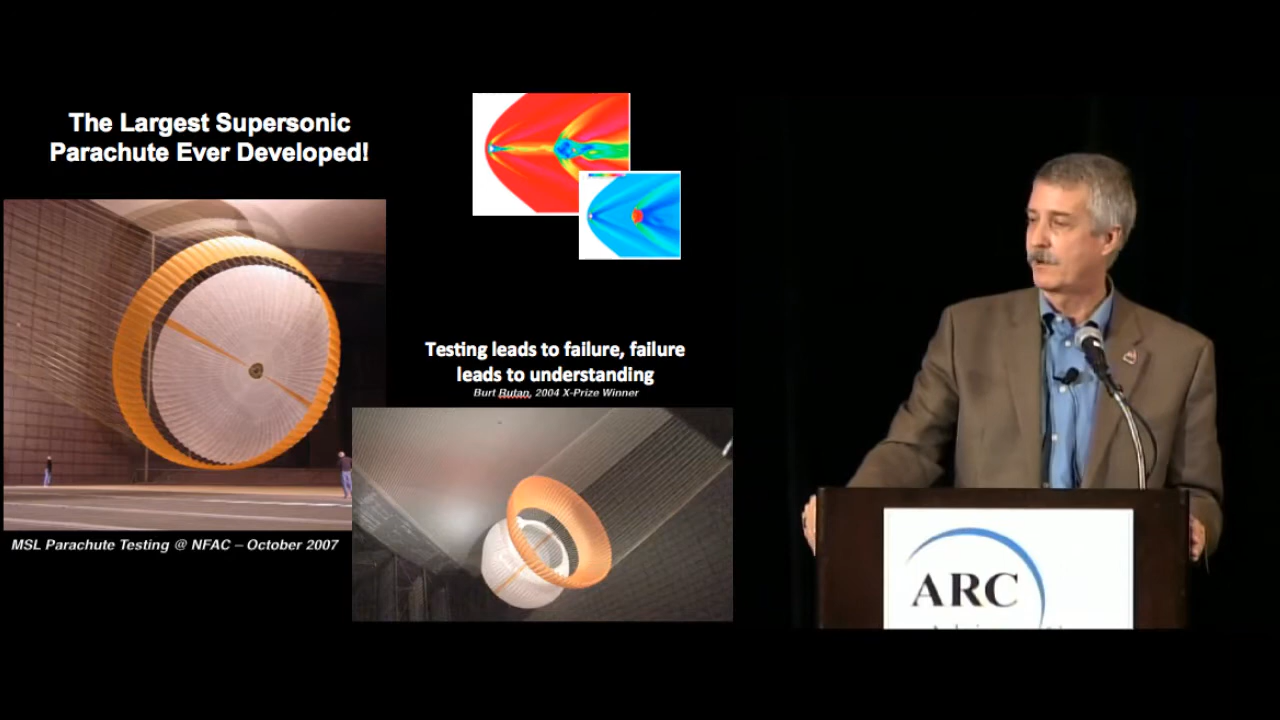 The Largest Supersonic
Parachute Ever Developed!
MSL Parachute Testing @ NFAC – October 2007
Testing leads to failure, failure
leads to understanding
Burt Rutan, 2004 X-Prize Winner
ARC